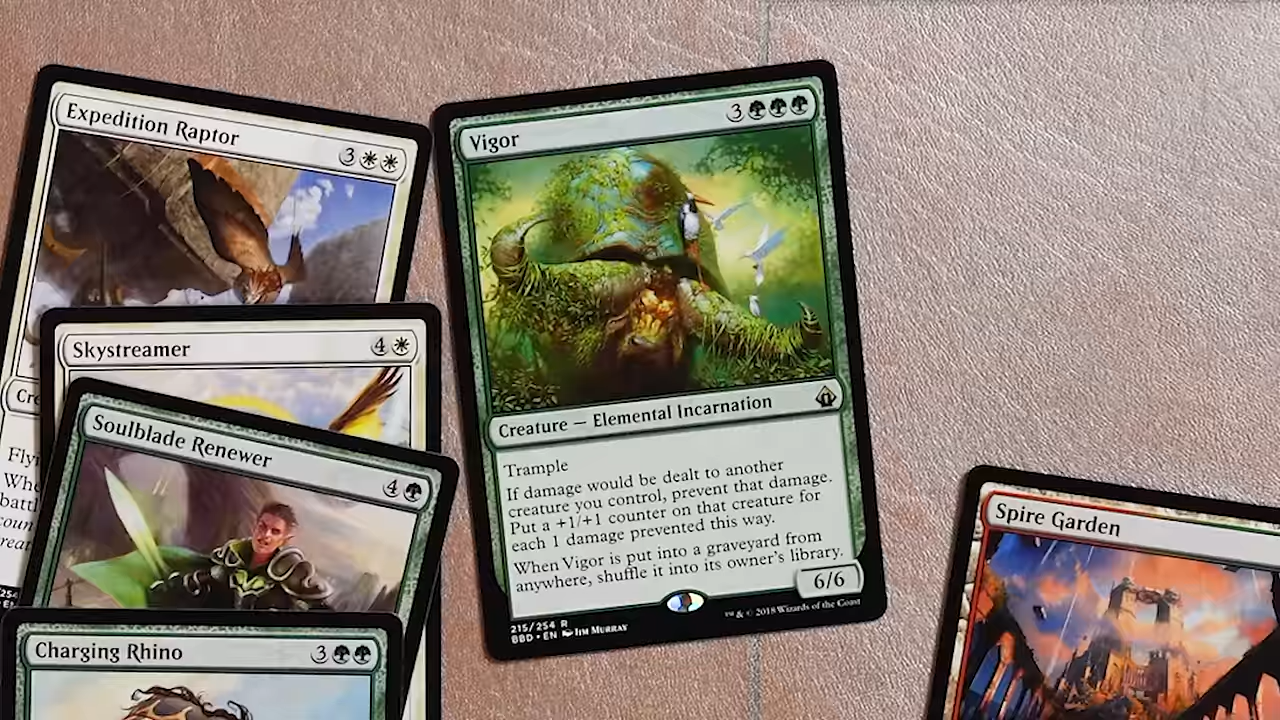 Expedition Raptor
3
Skystreamer
4
Soulblade Renewer
4
Charging Rhino
3
Vigor
3
Creature — Elemental Incarnation
Trample
If damage would be dealt to another
creature you control, prevent that damage.
Put a +1/+1 counter on that creature for
each 1 damage prevented this way.
When Vigor is put into a graveyard from
anywhere, shuffle it into its owner's library.
6/6
215/254 R
BBD • EN Jim Murray
™ & © 2018 Wizards of the Coast
Spire Garden